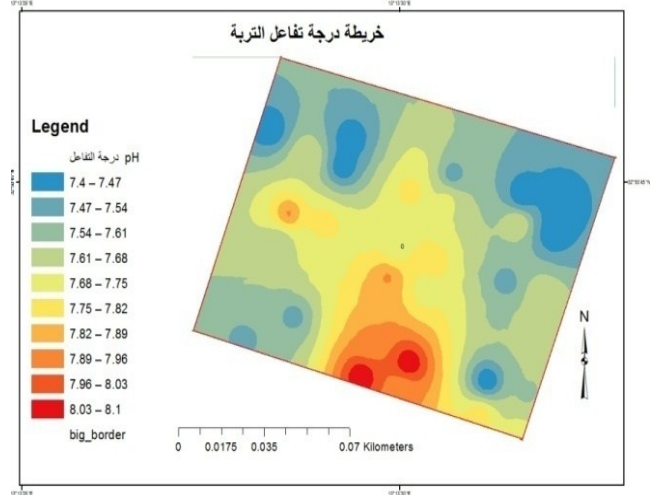 خريطة درجة تفاعل التربة
Legend
pH درجة التفاعل
7.4 – 7.47
7.47 – 7.54
7.54 – 7.61
7.61 – 7.68
7.68 – 7.75
7.75 – 7.82
7.82 – 7.89
7.89 – 7.96
7.96 – 8.03
8.03 – 8.1
big_border
N
0 0.0175 0.035 0.07 Kilometers